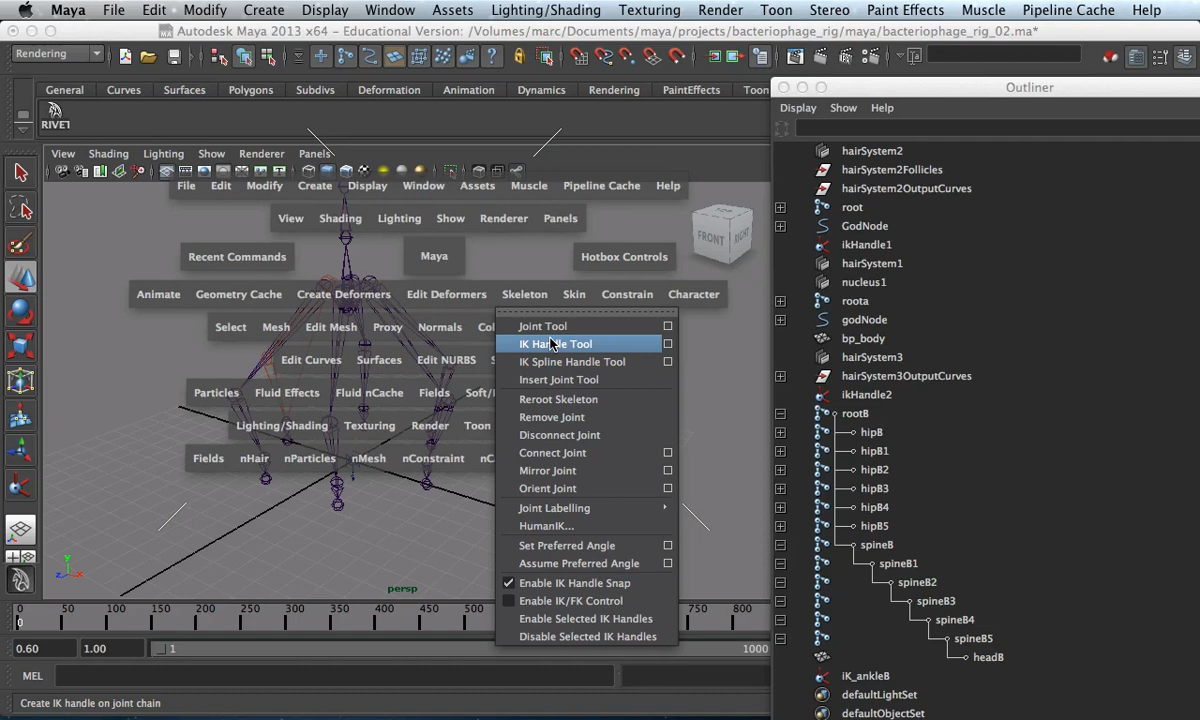 Maya File Edit Modify Create Display Window Assets Lighting/Shading Texturing Render Toon Stereo Paint Effects Muscle Pipeline Cache Help
Autodesk Maya 2013 x64 - Educational Version: /Volumes/marc/Documents/maya/projects/bacteriophage_rig/maya/bacteriophage_rig_02.ma*
Rendering
Outliner
General Curves Surfaces Polygons Subdivs Deformation Animation Dynamics Rendering PaintEffects Toon
Display Show Help
RIVET
View Shading Lighting Show Renderer Panels
File Edit Modify Create Display Window Assets Muscle Pipeline Cache Help
View Shading Lighting Show Renderer Panels
TOP
FRONT RIGHT
Recent Commands Maya Hotbox Controls
Animate Geometry Cache Create Deformers Edit Deformers Skeleton Skin Constrain Character
Select Mesh Edit Mesh Proxy Normals
Edit Curves Surfaces Edit NURBS
Particles Fluid Effects Fluid nCache Fields
Lighting/Shading Texturing Render Toon
Fields nHair nParticles nMesh nConstraint
Joint Tool
IK Handle Tool
IK Spline Handle Tool
Insert Joint Tool
Reroot Skeleton
Remove Joint
Disconnect Joint
Connect Joint
Mirror Joint
Orient Joint
Joint Labelling
HumanIK...
Set Preferred Angle
Assume Preferred Angle
Enable IK Handle Snap
Enable IK/FK Control
Enable Selected IK Handles
Disable Selected IK Handles
hairSystem2
hairSystem2Follicles
hairSystem2OutputCurves
root
GodNode
ikHandle1
hairSystem1
nucleus1
roota
godNode
bp_body
hairSystem3
hairSystem3OutputCurves
ikHandle2
rootB
hipB
hipB1
hipB2
hipB3
hipB4
hipB5
spineB
spineB1
spineB2
spineB3
spineB4
spineB5
headB
iK_ankleB
defaultLightSet
defaultObjectSet
y
x
z
persp
0 50 100 150 200 250 300 350 400 450 500 750 800
0
0.60 1.00 1 1000
MEL
Create IK handle on joint chain